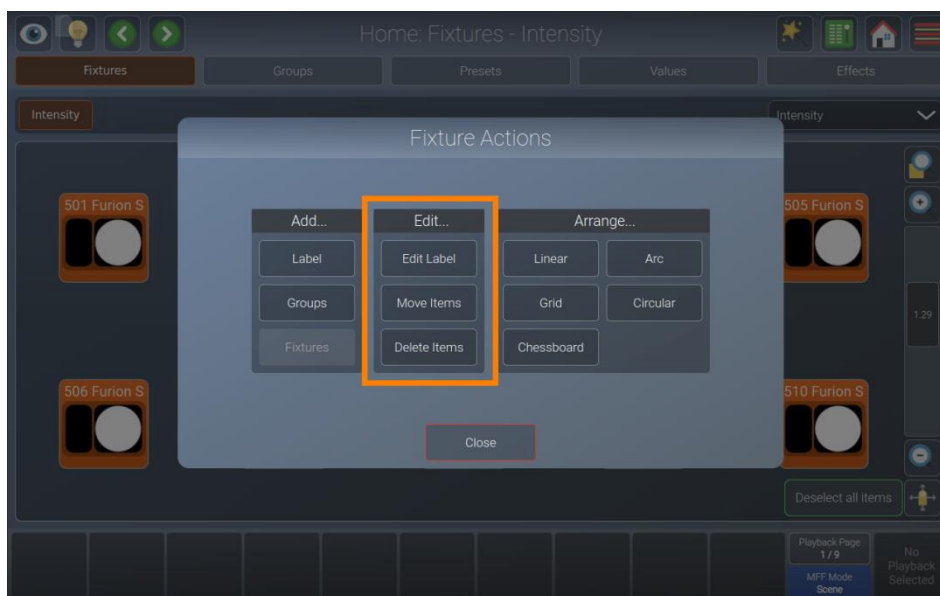 Home: Fixtures - Intensity
Fixtures
Groups
Presets
Values
Effects
Intensity
Intensity
Fixture Actions
501 Furion S
505 Furion S
Add...
Edit...
Arrange...
Label
Edit Label
Linear
Arc
Groups
Move Items
Grid
Circular
1.29
Fixtures
Delete Items
Chessboard
506 Furion S
510 Furion S
Close
Deselect all items
Playback Page
1 / 9
MFF Mode
Scene
No
Playback
Selected